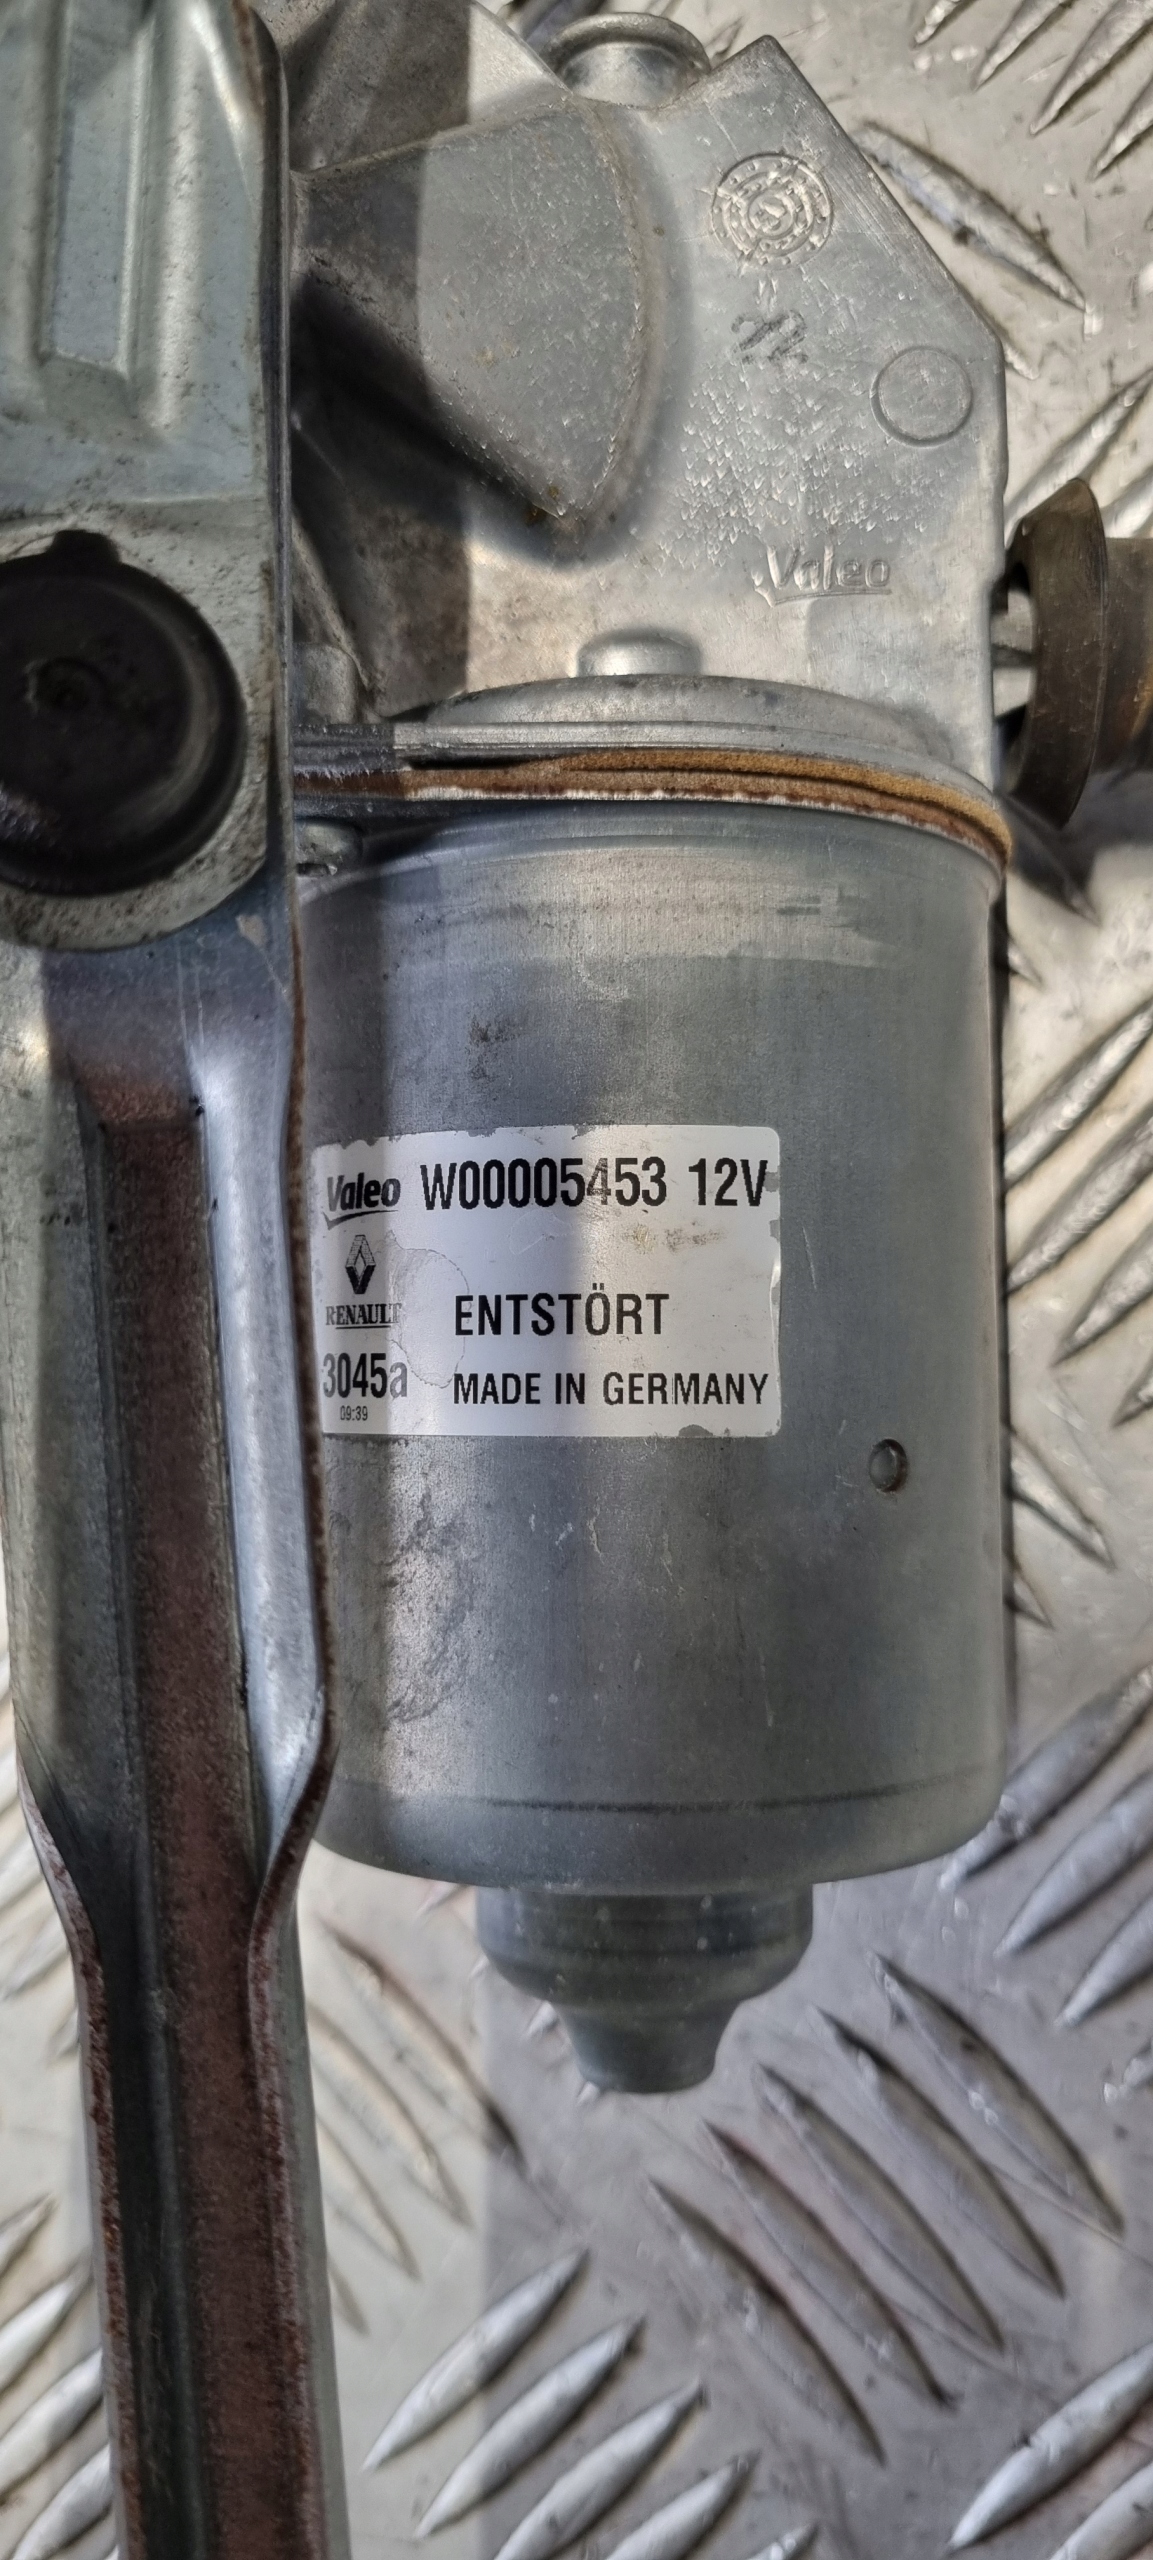 Valeo
Valeo W00005453 12V
RENAULT
ENTSTÖRT
3045a
MADE IN GERMANY
09:39